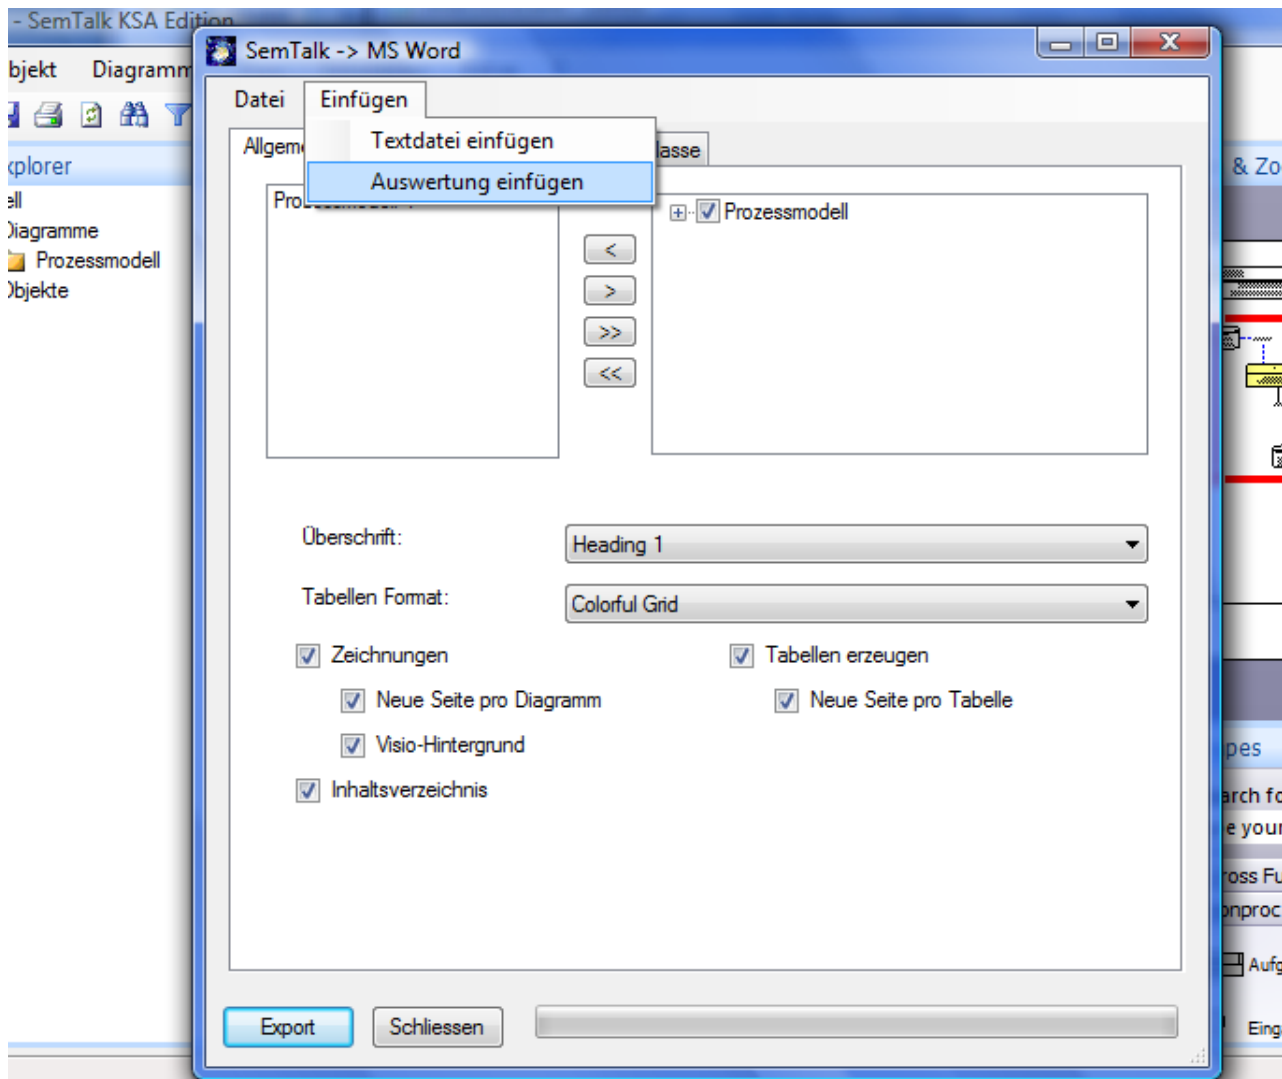 - SemTalk KSA Edition
SemTalk -> MS Word
bjekt Diagramm
Datei Einfügen
Textdatei einfügen
Allgem
lasse
xplorer
Auswertung einfügen
& Zo
ell
Prozessmodell
Diagramme
Prozessmodell
Objekte
<
>
>>
<<
Überschrift: Heading 1
Tabellen Format: Colorful Grid
Zeichnungen Tabellen erzeugen
Neue Seite pro Diagramm Neue Seite pro Tabelle
Visio-Hintergrund
pes
Inhaltsverzeichnis
arch fo
e your
ross Fu
onproc
Aufg
Export Schliessen
Eing